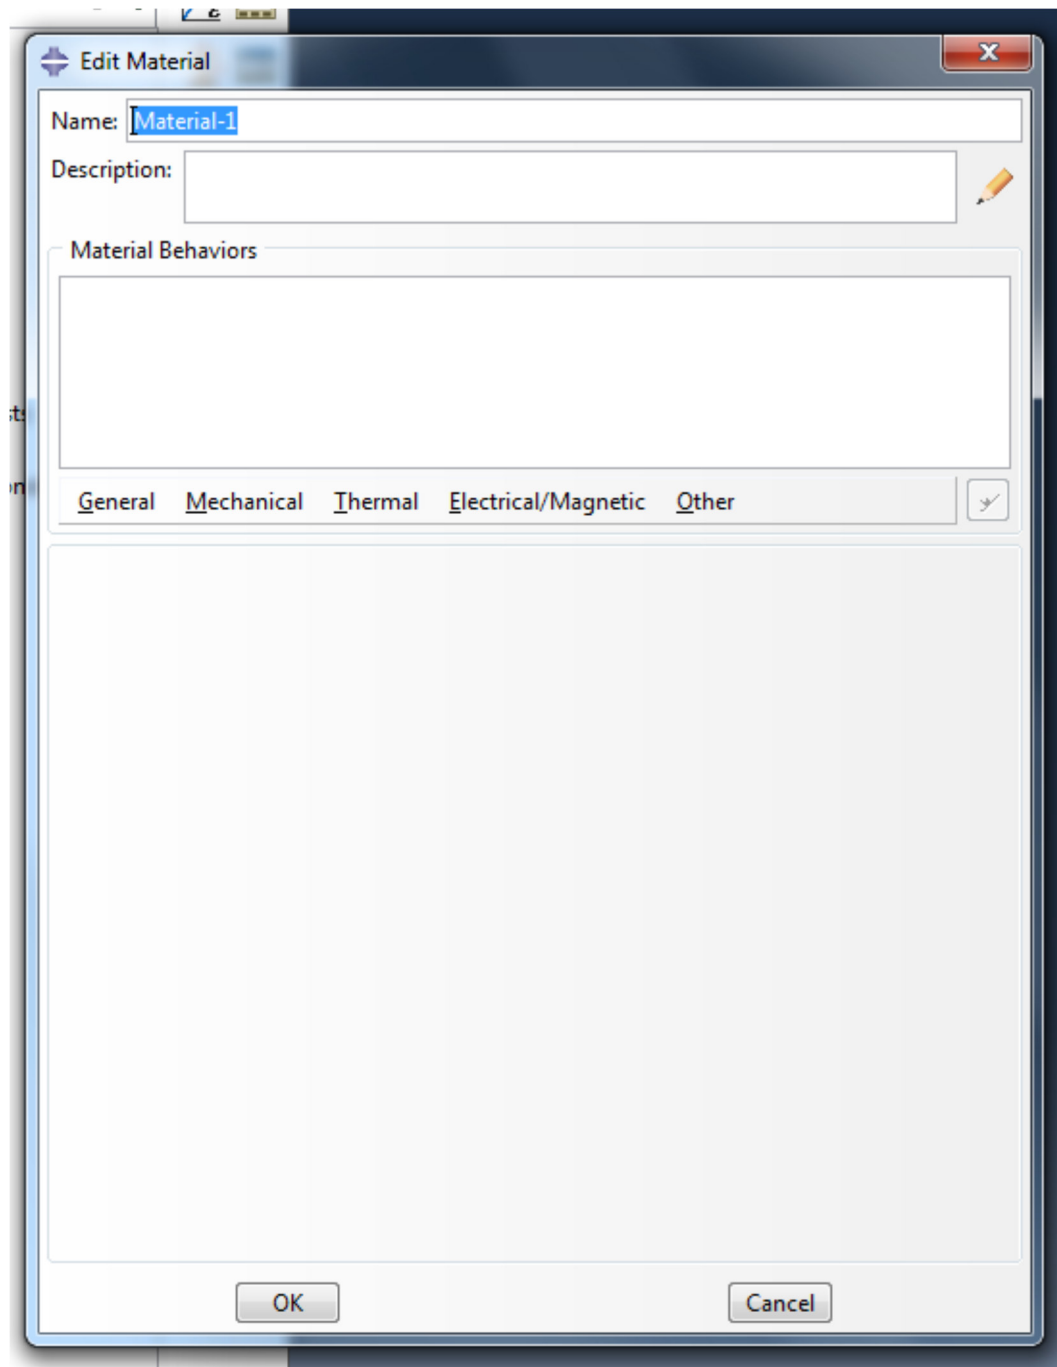 Edit Material
Name: Material-1
Description:
Material Behaviors
General Mechanical Thermal Electrical/Magnetic Other
OK Cancel